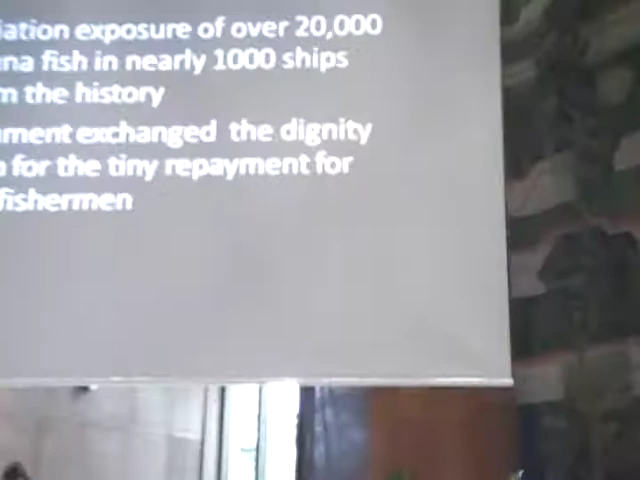 iation exposure of over 20,000
na fish in nearly 1000 ships
m the history
ment exchanged the dignity
for the tiny repayment for
fishermen